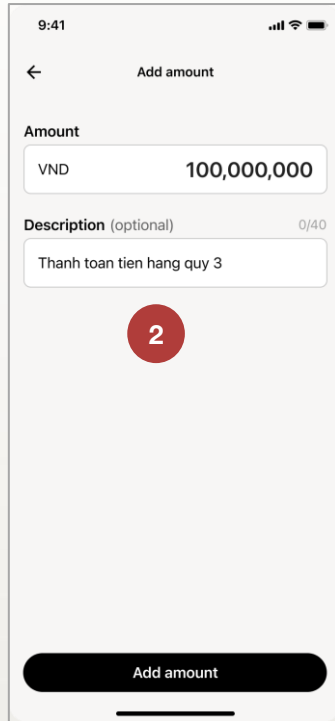 9:41
Add amount
Amount
VND 100,000,000
Description (optional) 0/40
Thanh toan tien hang quy 3
2
Add amount